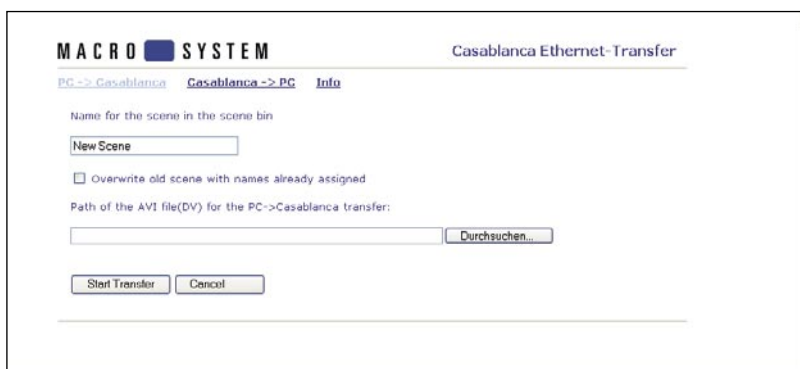 MACRO SYSTEM Casablanca Ethernet-Transfer
PC -> Casablanca Casablanca -> PC Info
Name for the scene in the scene bin
New Scene
Overwrite old scene with names already assigned
Path of the AVI file(DV) for the PC->Casablanca transfer:
Durchsuchen...
Start Transfer Cancel